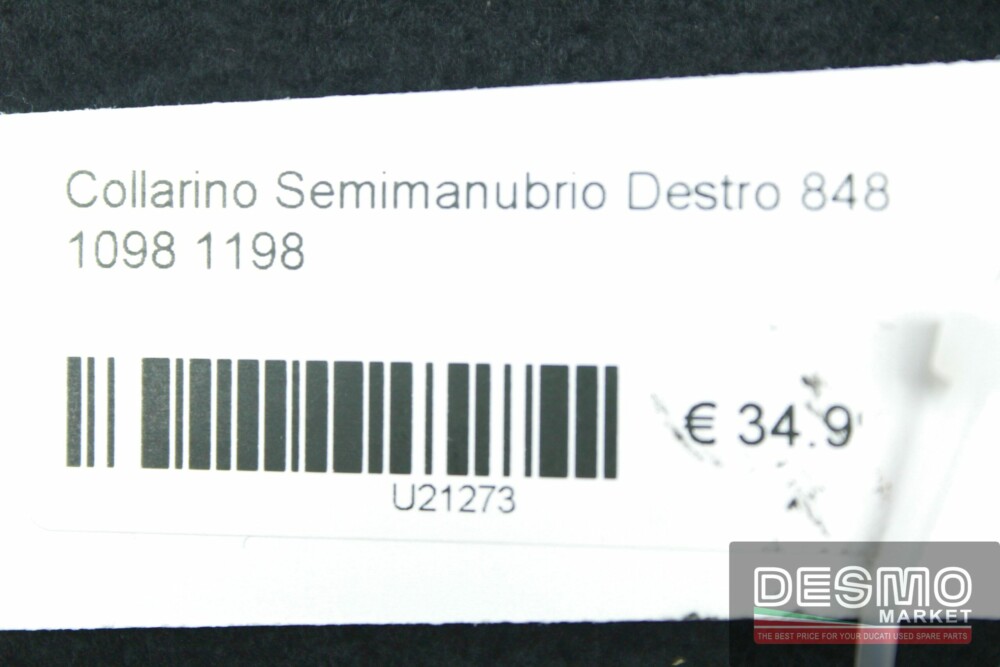 Collarino Semimanubrio Destro 848
1098 1198
€ 34.9
U21273
DESMO
MARKET
THE BEST PRICE FOR YOUR DUCATI USED SPARE PARTS